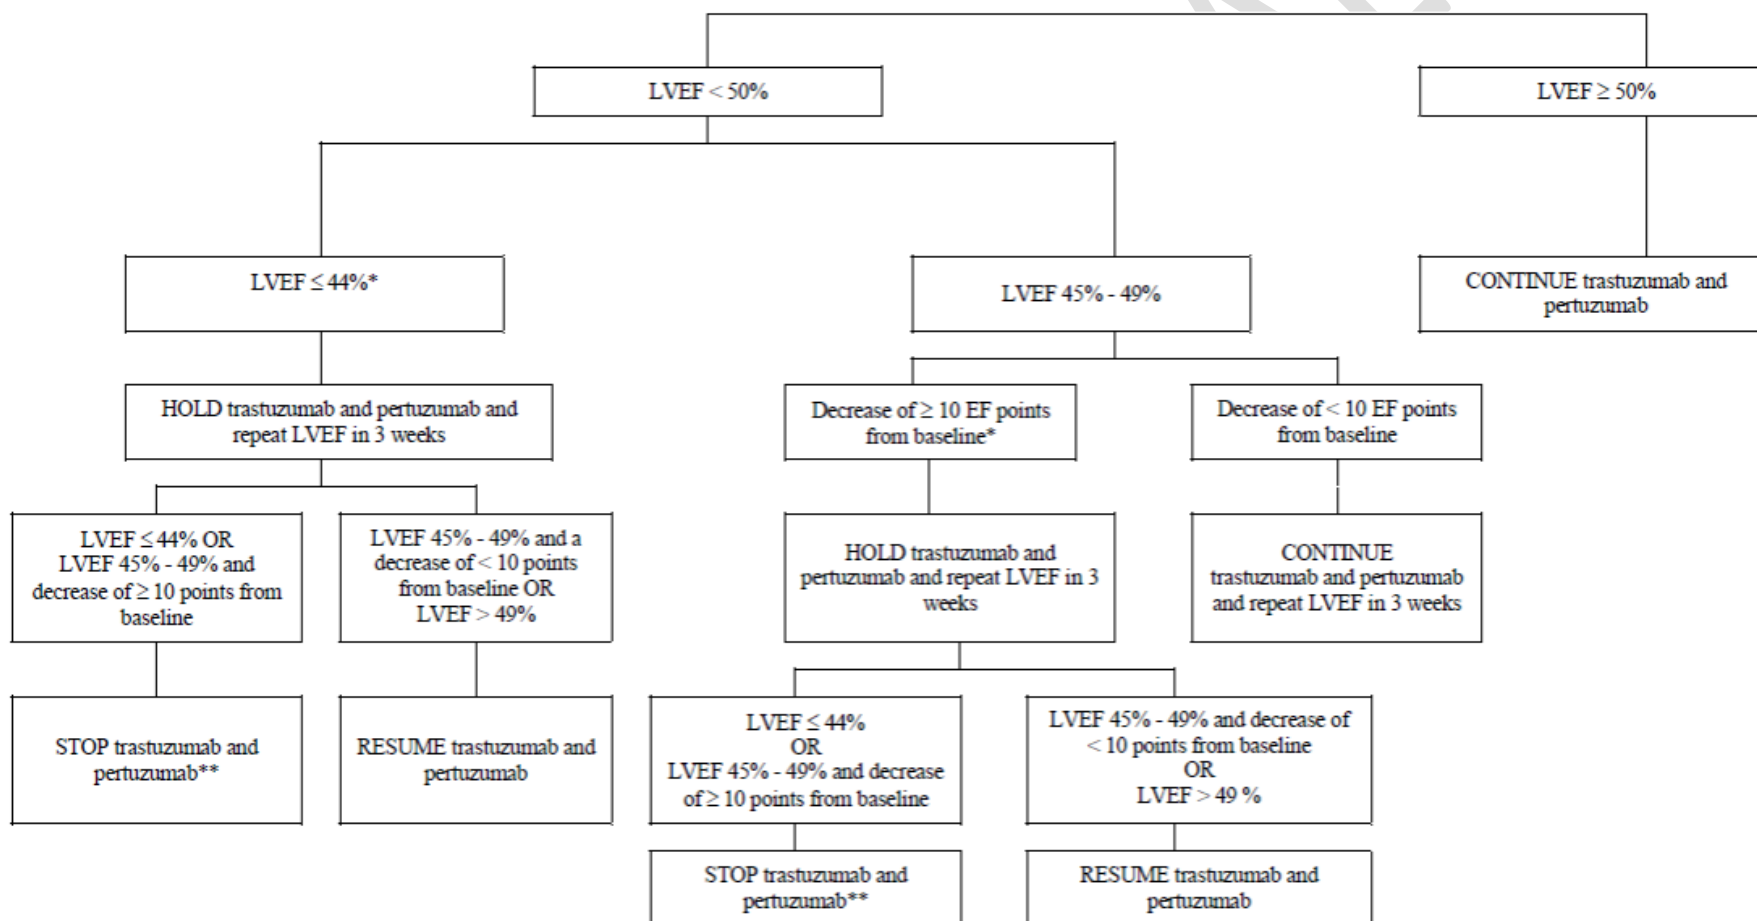 LVEF < 50%
LVEF ≥ 50%
LVEF ≤ 44%*
LVEF 45% - 49%
CONTINUE trastuzumab and
pertuzumab
HOLD trastuzumab and pertuzumab and
repeat LVEF in 3 weeks
Decrease of ≥ 10 EF points
from baseline*
Decrease of < 10 EF points
from baseline
LVEF ≤ 44% OR
LVEF 45% - 49% and
decrease of ≥ 10 points from
baseline
LVEF 45% - 49% and a
decrease of < 10 points
from baseline OR
LVEF > 49%
HOLD trastuzumab and
pertuzumab and repeat LVEF in 3
weeks
CONTINUE
trastuzumab and pertuzumab
and repeat LVEF in 3 weeks
STOP trastuzumab and
pertuzumab**
RESUME trastuzumab and
pertuzumab
LVEF ≤ 44%
OR
LVEF 45% - 49% and decrease
of ≥ 10 points from baseline
LVEF 45% - 49% and decrease of
< 10 points from baseline
OR
LVEF > 49 %
STOP trastuzumab and
pertuzumab**
RESUME trastuzumab and
pertuzumab